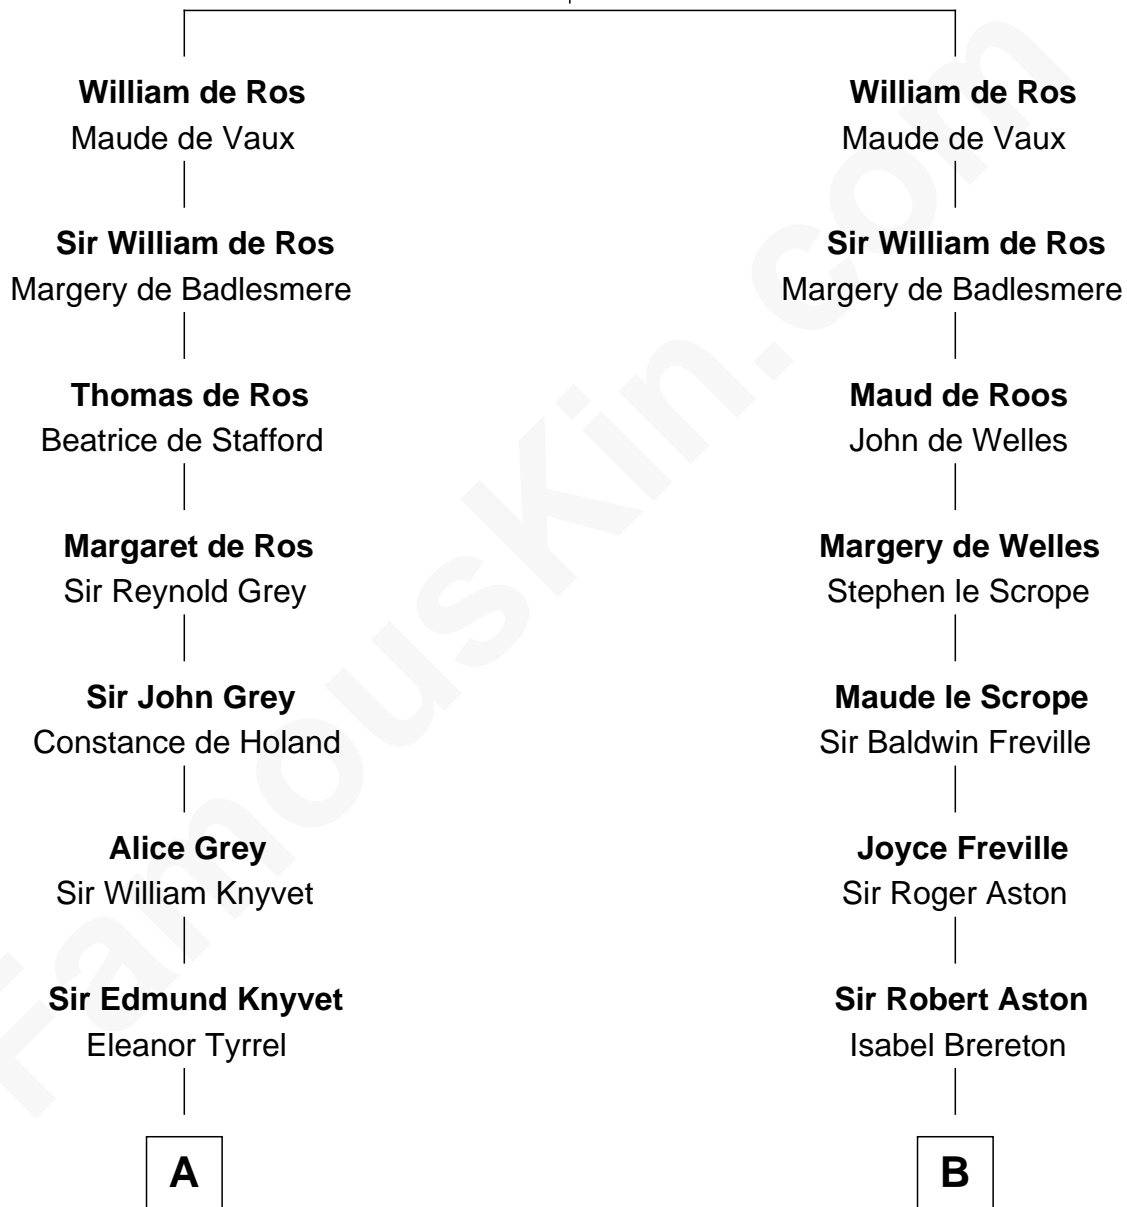 William de Ros
Maude de Vaux
Sir William de Ros
Margery de Badlesmere
Thomas de Ros
Beatrice de Stafford
Margaret de Ros
Sir Reynold Grey
Sir John Grey
Constance de Holand
Alice Grey
Sir William Knyvet
Sir Edmund Knyvet
Eleanor Tyrrel
A
William de Ros
Maude de Vaux
Sir William de Ros
Margery de Badlesmere
Maud de Roos
John de Welles
Margery de Welles
Stephen le Scrope
Maude le Scrope
Sir Baldwin Freville
Joyce Freville
Sir Roger Aston
Sir Robert Aston
Isabel Brereton
B
FamousKin.com